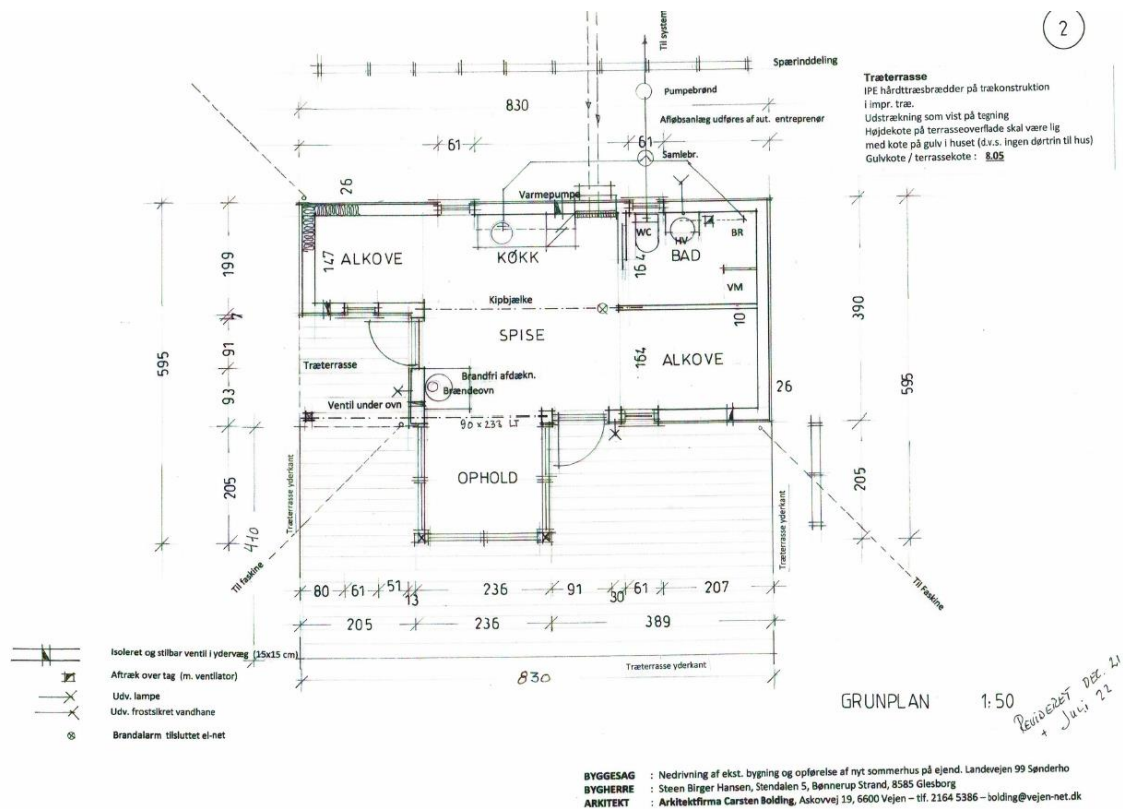 2
Til system
Spærinddeling
Pumpebrønd
830
Afløbsanlæg udføres af aut. entreprenør
61
61
Samlebr.
Træterrasse
IPE hårdttræsbrædder på trækonstruktion
i impr. træ.
Udstrækning som vist på tegning
Højdekote på terrasseoverflade skal være lig
med kote på gulv i huset (d.v.s. ingen dørtrin til hus)
Gulvkote / terrassekote : 8.05
26
Varmepumpe
WC
HV
BR
147
ALKOVE
KØKK
164
BAD
VM
199
7
91
93
595
205
410
390
595
205
Kipbjælke
10
SPISE
164
ALKOVE
26
Træterrasse
Brandfri afdækn.
Brændeovn
Ventil under ovn
90 x 233 LT
OPHOLD
Træterrasse yderkant
Træterrasse yderkant
Til faskine
Til Faskine
80 61 51 13 236 91 30 61 207
205 236 389
Træterrasse yderkant
830
Isoleret og stilbar ventil i ydervæg (15x15 cm)
Aftræk over tag (m. ventilator)
Udv. lampe
Udv. frostsikret vandhane
Brandalarm tilsluttet el-net
GRUNPLAN 1:50
REVIDERET DEC. 21
+ Juli 22
BYGGESAG : Nedrivning af ekst. bygning og opførelse af nyt sommerhus på ejend. Landevejen 99 Sønderho
BYGHERRE : Steen Birger Hansen, Stendalen 5, Bønnerup Strand, 8585 Glesborg
ARKITEKT : Arkitektfirma Carsten Bolding, Askovvej 19, 6600 Vejen – tlf. 2164 5386 – bolding@vejen-net.dk